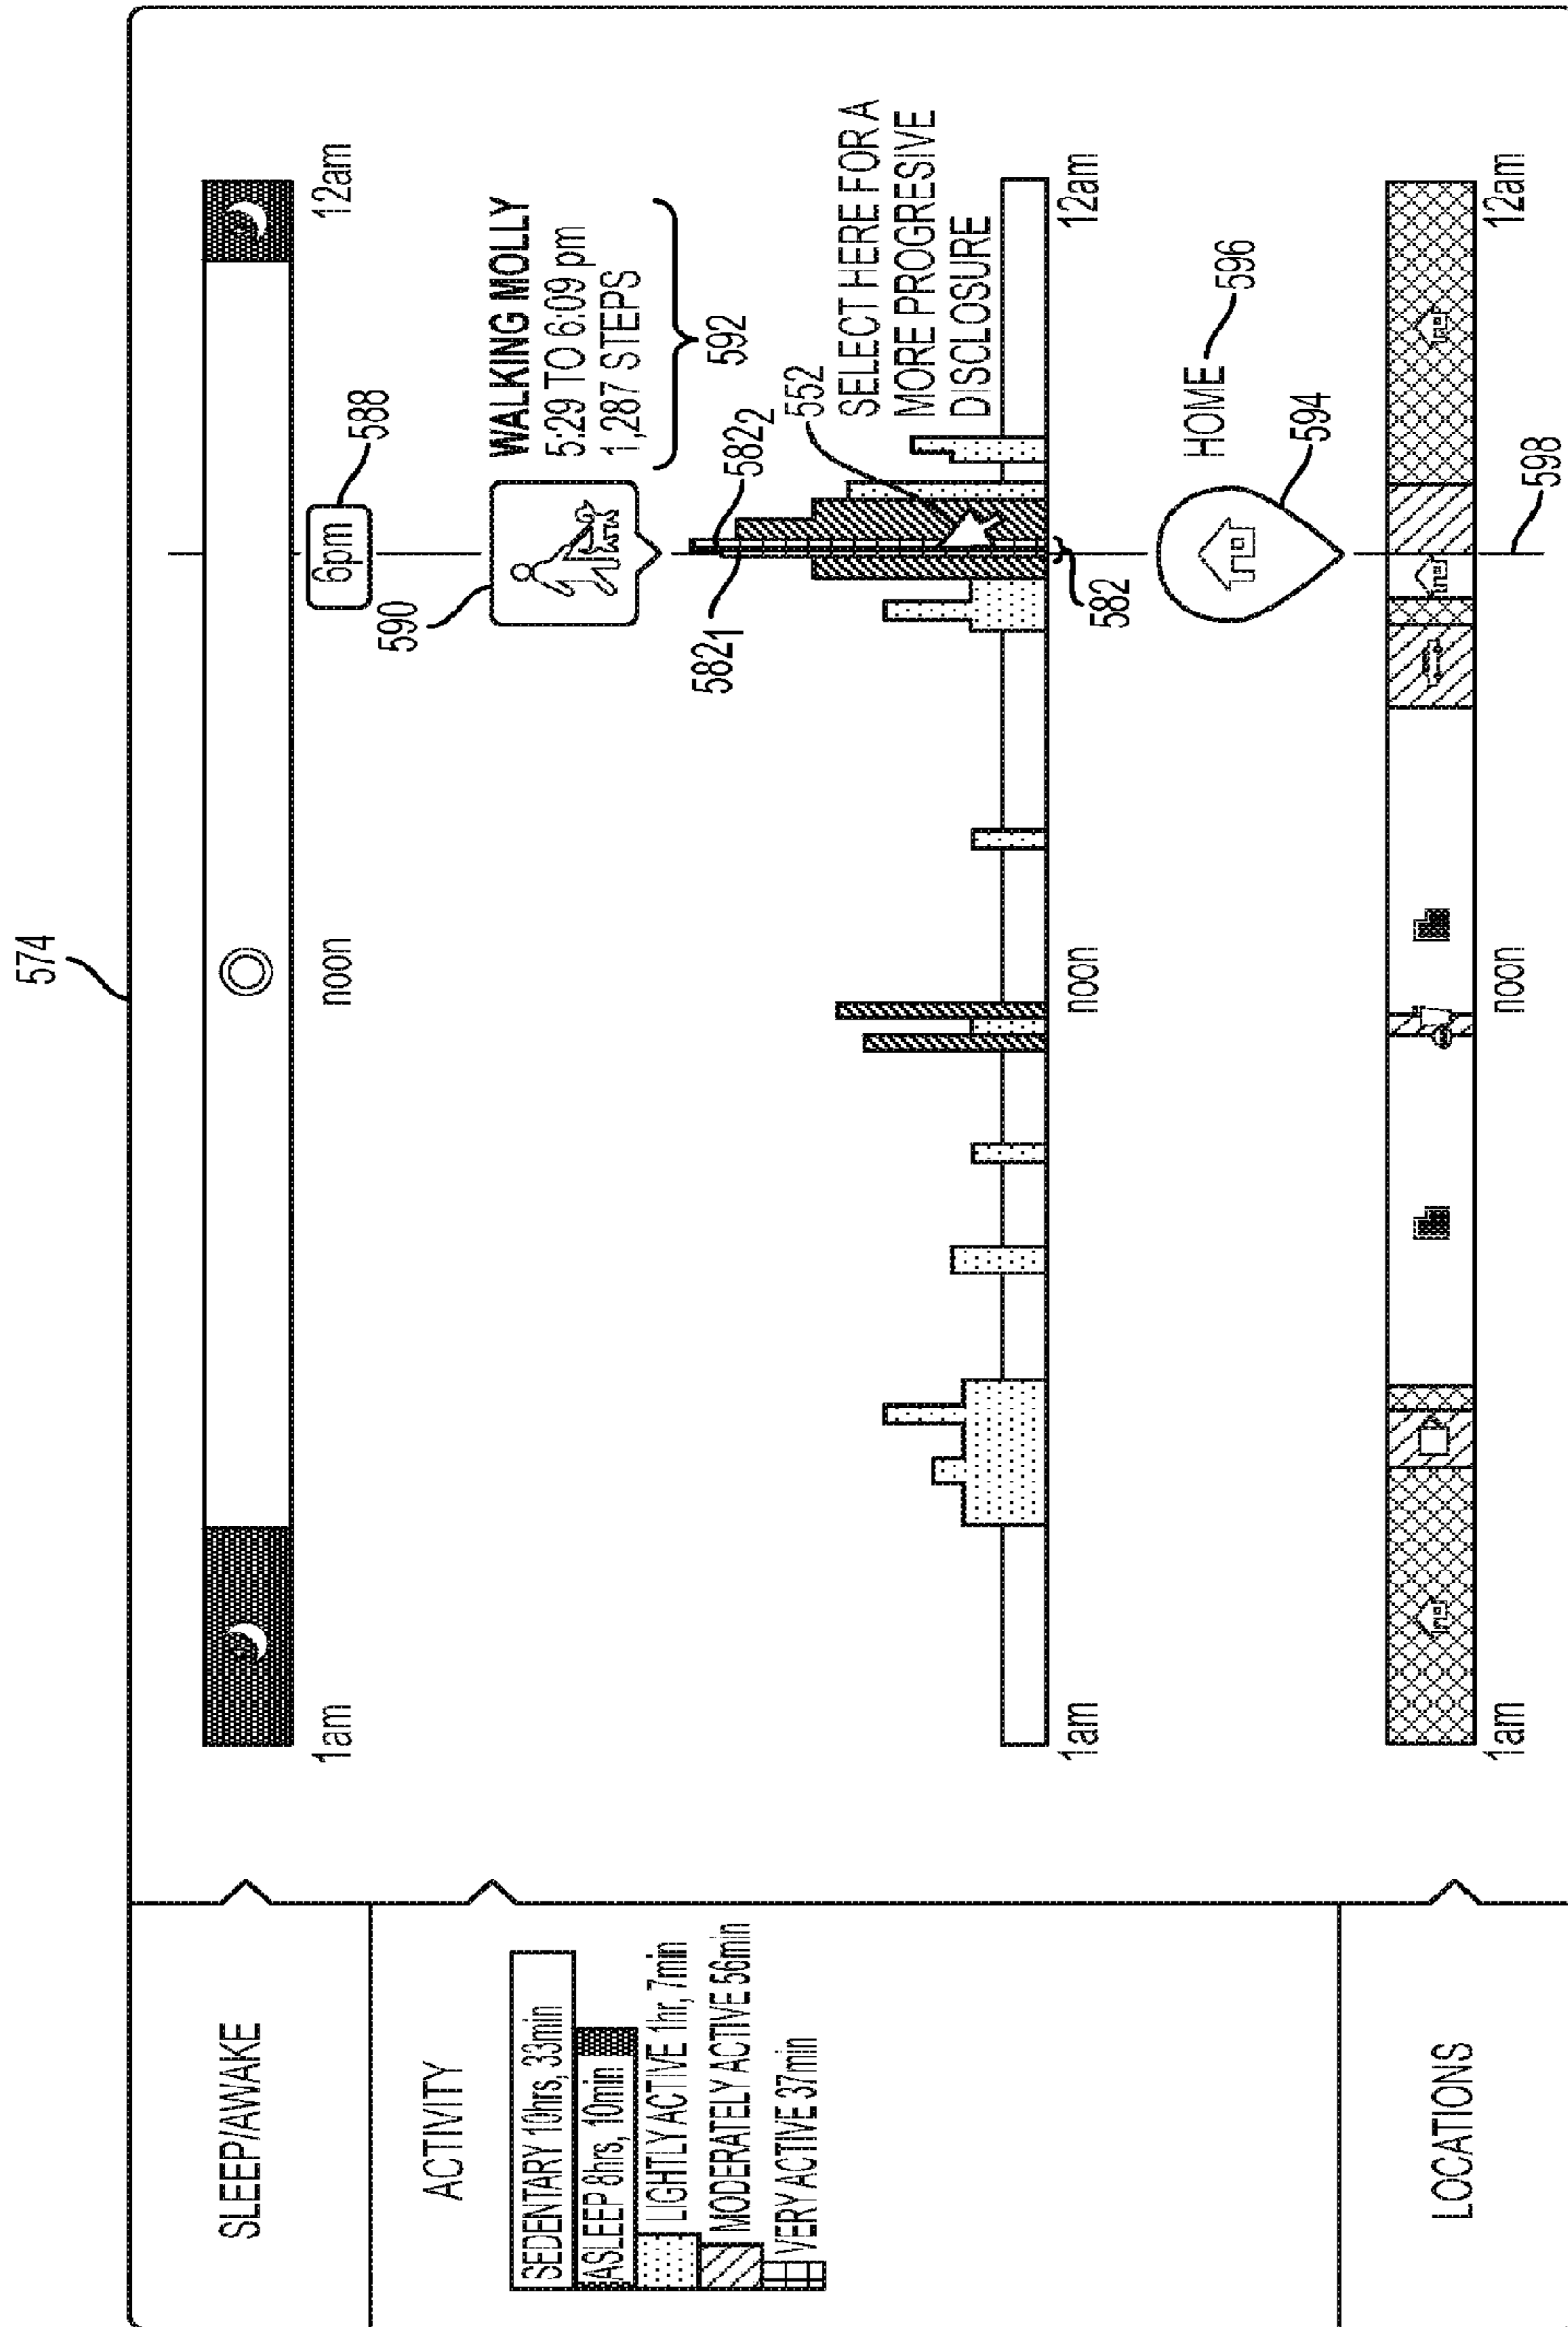 574
SLEEP/AWAKE
1am
noon
12am
6pm
588
ACTIVITY
SEDENTARY 10hrs, 33min
ASLEEP 8hrs, 10min
LIGHTLY ACTIVE 1hr, 7min
MODERATELY ACTIVE 56min
VERY ACTIVE 37min
590
WALKING MOLLY
5:29 TO 6:09 pm
1,287 STEPS
592
582₁
582₂
552
SELECT HERE FOR A
MORE PROGRESIVE
DISCLOSURE
1am
noon
582
12am
HOME
596
594
LOCATIONS
1am
noon
598
12am